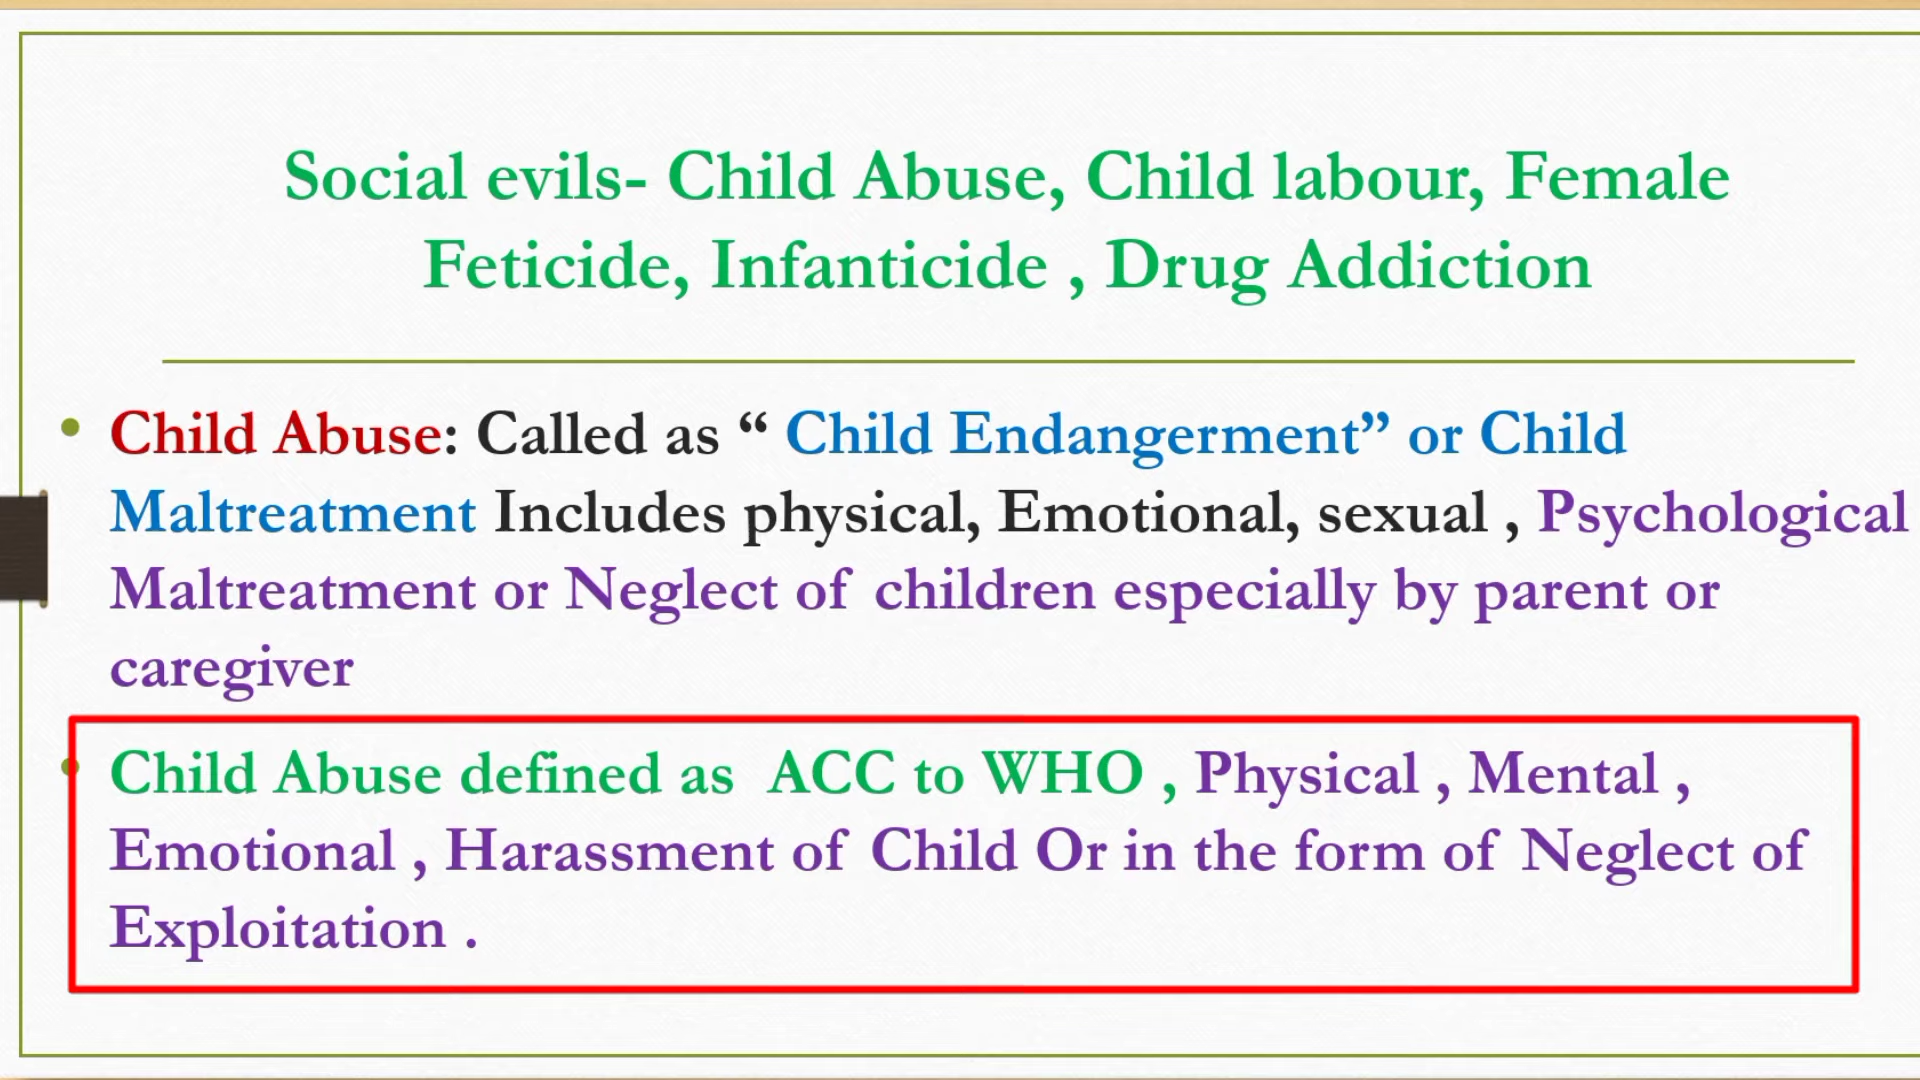 Social evils- Child Abuse, Child labour, Female
Feticide, Infanticide , Drug Addiction
• Child Abuse: Called as “ Child Endangerment” or Child
Maltreatment Includes physical, Emotional, sexual , Psychological
Maltreatment or Neglect of children especially by parent or
caregiver
• Child Abuse defined as ACC to WHO , Physical , Mental ,
Emotional , Harassment of Child Or in the form of Neglect of
Exploitation .